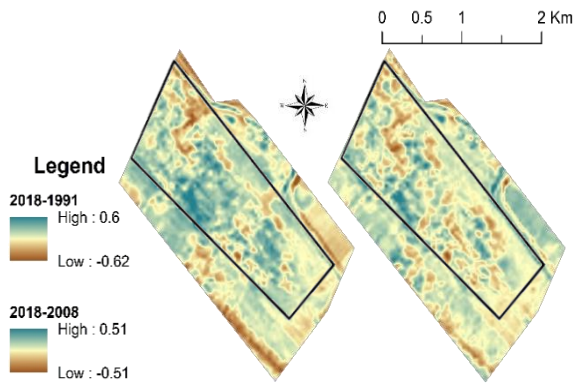 0 0.5 1 2 Km
Legend
2018-1991
High : 0.6
Low : -0.62
2018-2008
High : 0.51
Low : -0.51